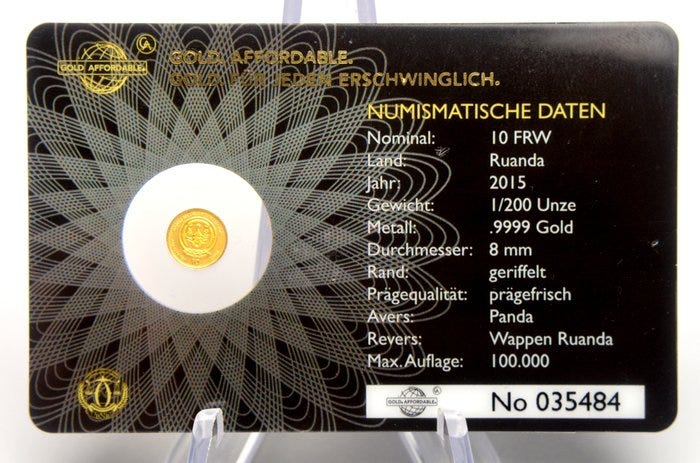 GOLD. AFFORDABLE.
GOLD. AFFORDABLE.
GOLD. FÜR JEDEN ERSCHWINGLICH.
NUMISMATISCHE DATEN
Nominal: 10 FRW
Land: Ruanda
Jahr: 2015
Gewicht: 1/200 Unze
Metall: .9999 Gold
Durchmesser: 8 mm
Rand: geriffelt
Prägequalität: prägefrisch
Avers: Panda
Revers: Wappen Ruanda
Max. Auflage: 100.000
GOLD. AFFORDABLE.
No 035484